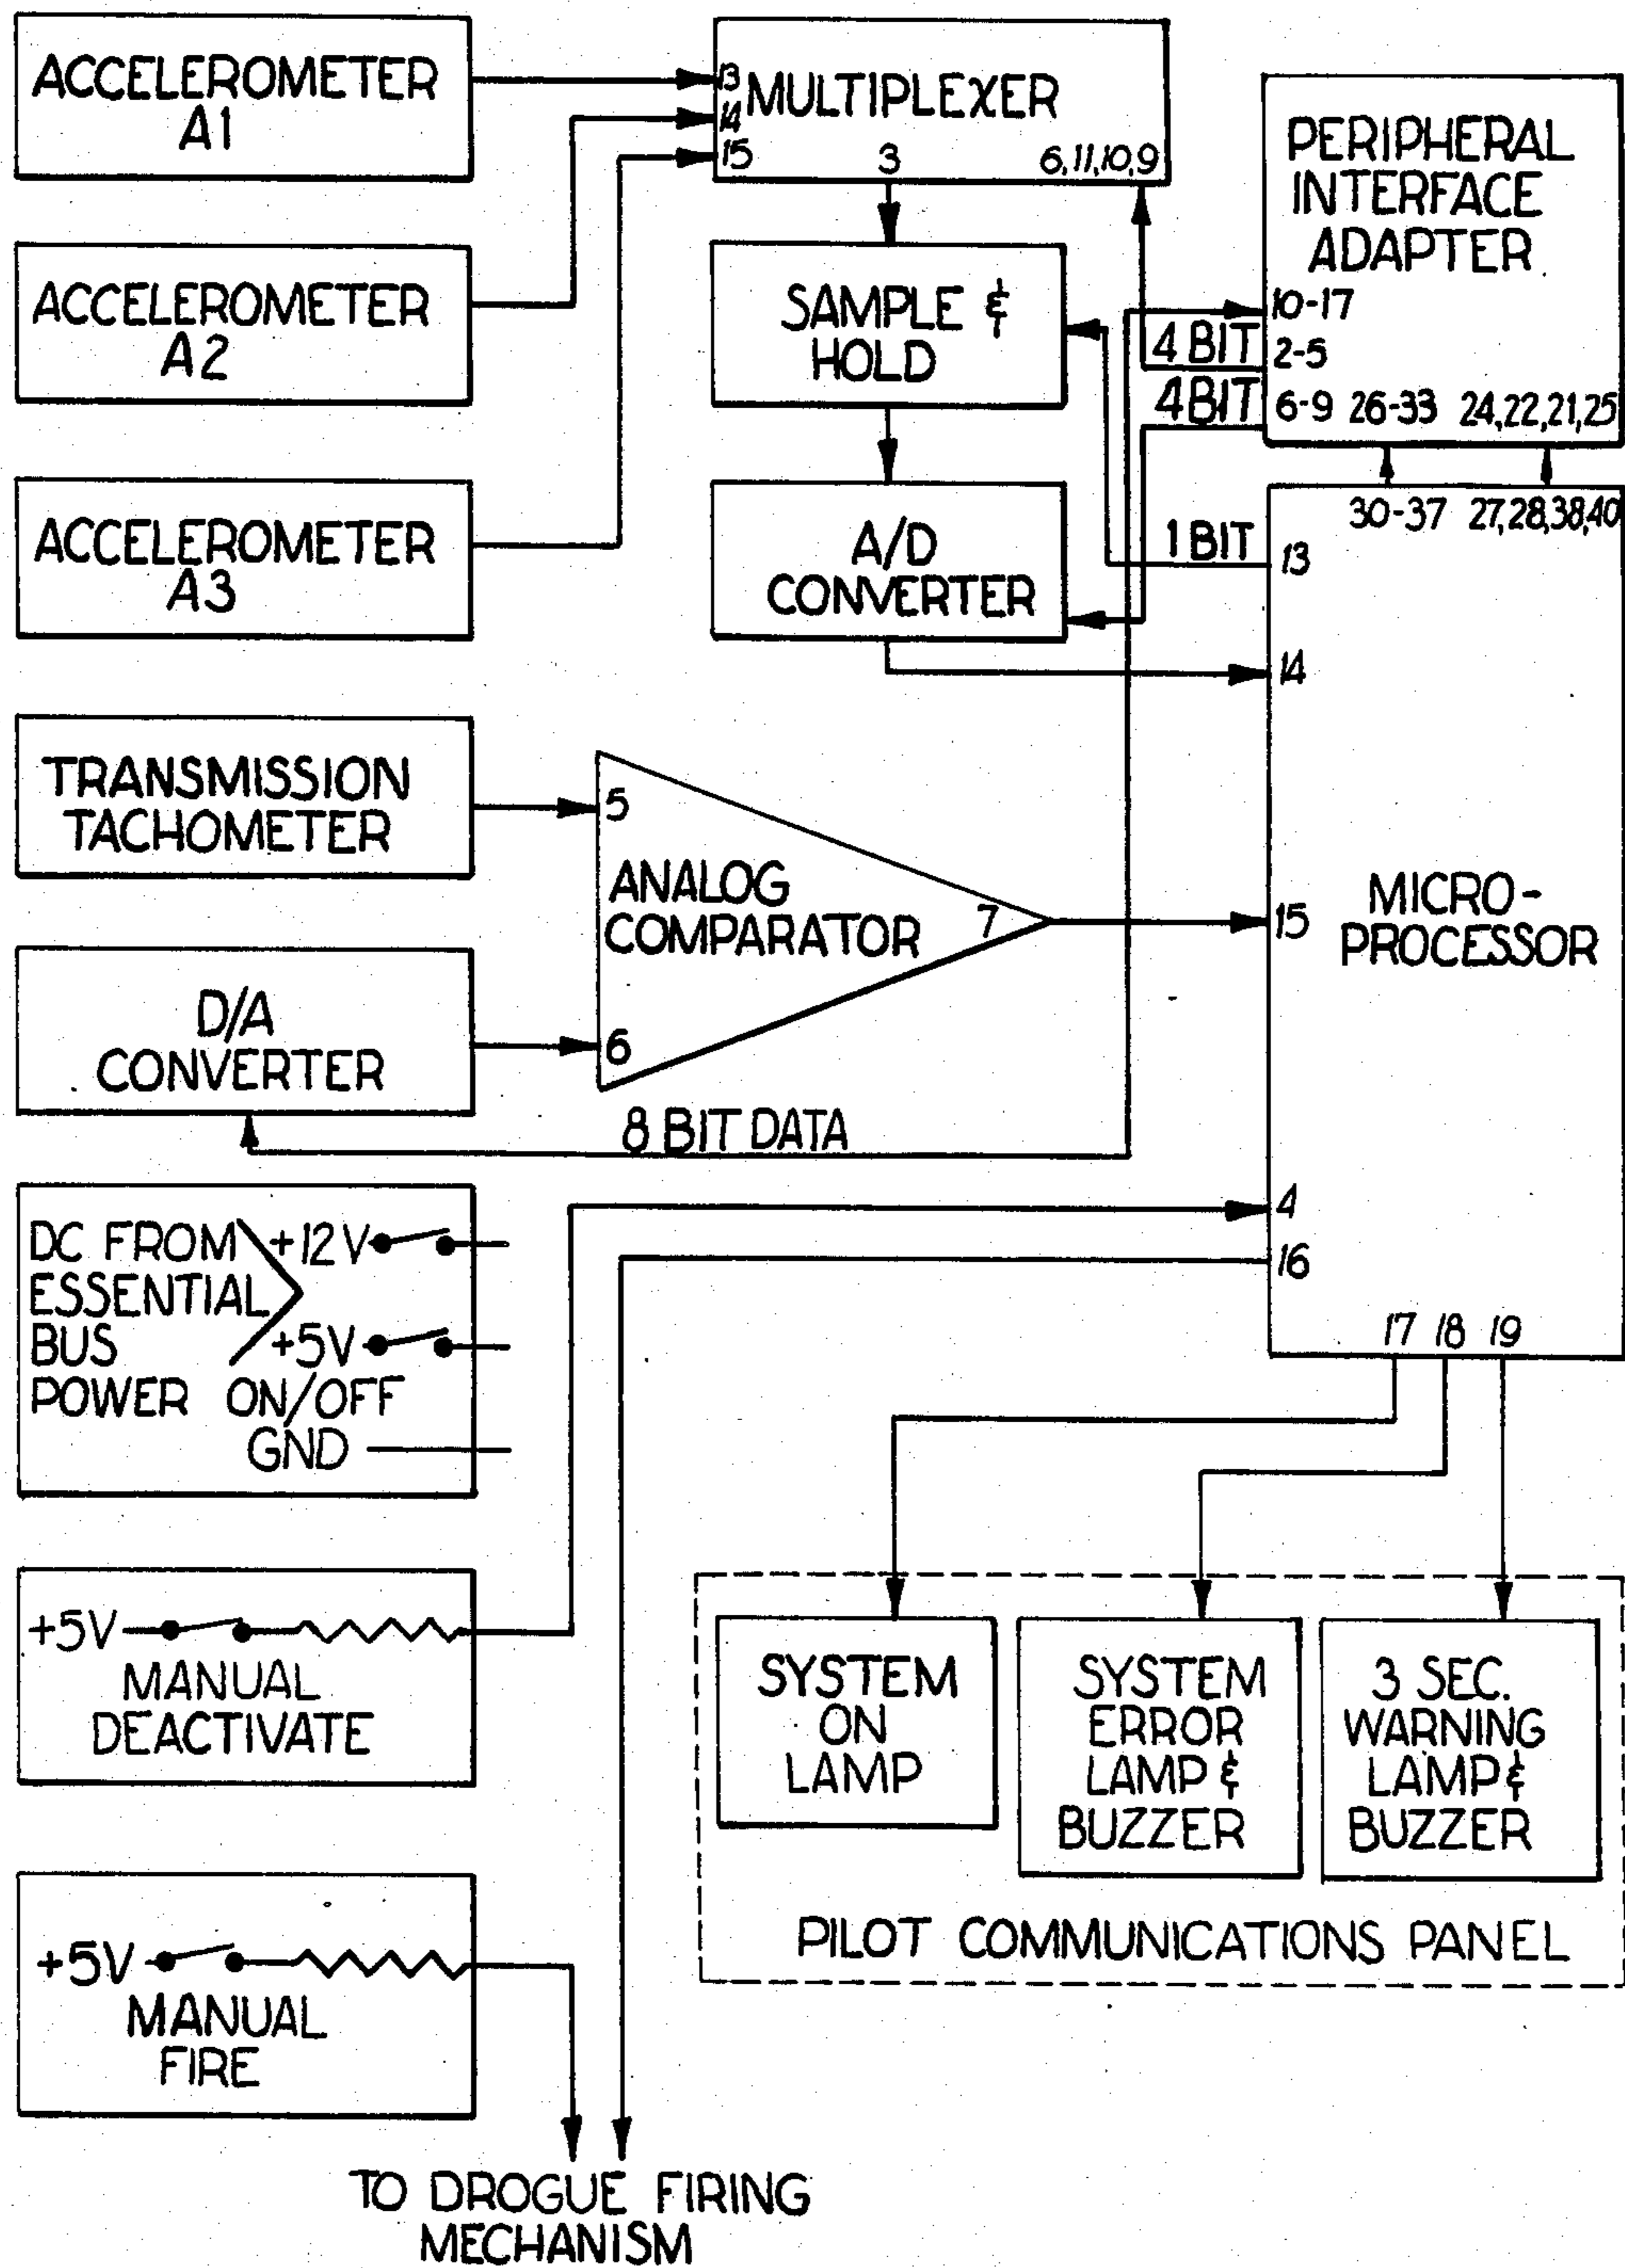 ACCELEROMETER
A1
ACCELEROMETER
A2
ACCELEROMETER
A3
13 MULTIPLEXER
14
15
3
6,11,10,9
SAMPLE &
HOLD
A/D
CONVERTER
PERIPHERAL
INTERFACE
ADAPTER
10-17
4 BIT
2-5
4 BIT
6-9 26-33 24,22,21,25
30-37 27,28,38,40
1 BIT
13
14
TRANSMISSION
TACHOMETER
5
ANALOG
COMPARATOR
7
6
15
MICRO-
PROCESSOR
D/A
CONVERTER
8 BIT DATA
DC FROM +12V
ESSENTIAL
BUS +5V
POWER ON/OFF
GND
4
16
17 18 19
+5V
MANUAL
DEACTIVATE
SYSTEM
ON
LAMP
SYSTEM
ERROR
LAMP &
BUZZER
3 SEC.
WARNING
LAMP &
BUZZER
PILOT COMMUNICATIONS PANEL
+5V
MANUAL
FIRE
TO DROGUE FIRING
MECHANISM